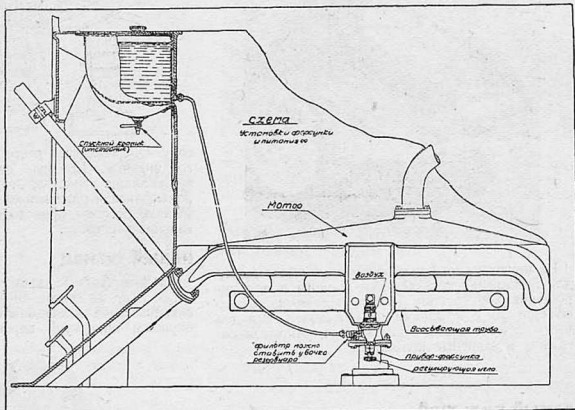 Спускной краник
(отстойник)
схема
Установки форсунки
и питания ее
Мотор
Воздух
Всасывающая труба
фильтр можно
ставить у бачка
резервуара
Прибор-форсунка
регулирующая игла